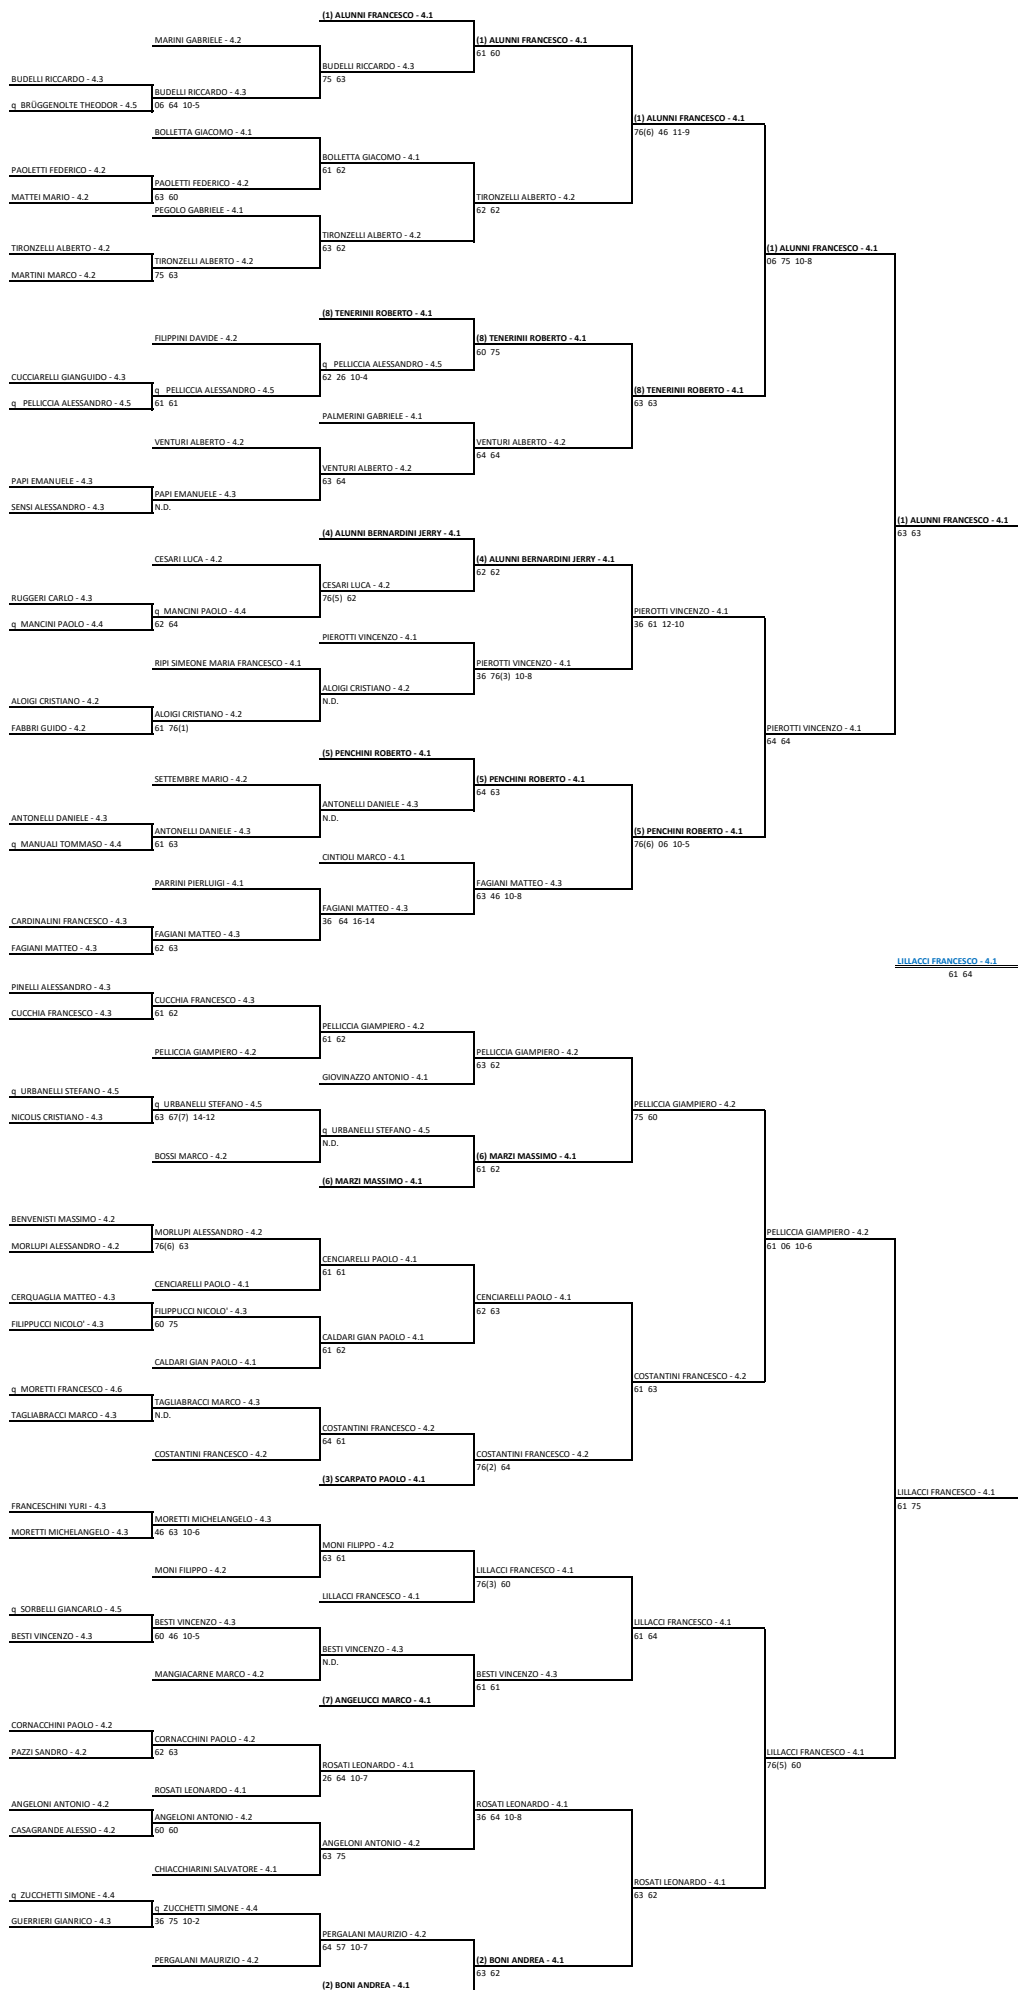 (1) ALUNNI FRANCESCO - 4.1
MARINI GABRIELE - 4.2
(1) ALUNNI FRANCESCO - 4.1
61 60
BUDELLI RICCARDO - 4.3
75 63
BUDELLI RICCARDO - 4.3
BUDELLI RICCARDO - 4.3
q BRÜGGENOLTE THEODOR - 4.5
06 64 10-5
(1) ALUNNI FRANCESCO - 4.1
76(6) 46 11-9
BOLLETTA GIACOMO - 4.1
BOLLETTA GIACOMO - 4.1
61 62
PAOLETTI FEDERICO - 4.2
PAOLETTI FEDERICO - 4.2
MATTEI MARIO - 4.2
63 60
TIRONZELLI ALBERTO - 4.2
62 62
PEGOLO GABRIELE - 4.1
TIRONZELLI ALBERTO - 4.2
63 62
TIRONZELLI ALBERTO - 4.2
(1) ALUNNI FRANCESCO - 4.1
06 75 10-8
TIRONZELLI ALBERTO - 4.2
MARTINI MARCO - 4.2
75 63
(8) TENERINII ROBERTO - 4.1
FILIPPINI DAVIDE - 4.2
(8) TENERINII ROBERTO - 4.1
60 75
q PELLICCIA ALESSANDRO - 4.5
62 26 10-4
CUCCIARELLI GIANGUIDO - 4.3
q PELLICCIA ALESSANDRO - 4.5
(8) TENERINII ROBERTO - 4.1
q PELLICCIA ALESSANDRO - 4.5
61 61
63 63
PALMERINI GABRIELE - 4.1
VENTURI ALBERTO - 4.2
VENTURI ALBERTO - 4.2
64 64
VENTURI ALBERTO - 4.2
63 64
PAPI EMANUELE - 4.3
PAPI EMANUELE - 4.3
SENSI ALESSANDRO - 4.3
N.D.
(1) ALUNNI FRANCESCO - 4.1
63 63
(4) ALUNNI BERNARDINI JERRY - 4.1
CESARI LUCA - 4.2
(4) ALUNNI BERNARDINI JERRY - 4.1
62 62
CESARI LUCA - 4.2
76(5) 62
RUGGERI CARLO - 4.3
q MANCINI PAOLO - 4.4
PIEROTTI VINCENZO - 4.1
q MANCINI PAOLO - 4.4
62 64
36 61 12-10
PIEROTTI VINCENZO - 4.1
RIPI SIMEONE MARIA FRANCESCO - 4.1
PIEROTTI VINCENZO - 4.1
36 76(3) 10-8
ALOIGI CRISTIANO - 4.2
N.D.
ALOIGI CRISTIANO - 4.2
ALOIGI CRISTIANO - 4.2
FABBRI GUIDO - 4.2
61 76(1)
PIEROTTI VINCENZO - 4.1
64 64
(5) PENCHINI ROBERTO - 4.1
SETTEMBRE MARIO - 4.2
(5) PENCHINI ROBERTO - 4.1
64 63
ANTONELLI DANIELE - 4.3
N.D.
ANTONELLI DANIELE - 4.3
ANTONELLI DANIELE - 4.3
(5) PENCHINI ROBERTO - 4.1
q MANUALI TOMMASO - 4.4
61 63
76(6) 06 10-5
CINTIOLI MARCO - 4.1
PARRINI PIERLUIGI - 4.1
FAGIANI MATTEO - 4.3
63 46 10-8
FAGIANI MATTEO - 4.3
36 64 16-14
CARDINALINI FRANCESCO - 4.3
FAGIANI MATTEO - 4.3
FAGIANI MATTEO - 4.3
62 63
LILLACCI FRANCESCO - 4.1
61 64
PINELLI ALESSANDRO - 4.3
CUCCHIA FRANCESCO - 4.3
CUCCHIA FRANCESCO - 4.3
61 62
PELLICCIA GIAMPIERO - 4.2
61 62
PELLICCIA GIAMPIERO - 4.2
PELLICCIA GIAMPIERO - 4.2
63 62
GIOVINAZZO ANTONIO - 4.1
q URBANELLI STEFANO - 4.5
q URBANELLI STEFANO - 4.5
PELLICCIA GIAMPIERO - 4.2
NICOLIS CRISTIANO - 4.3
63 67(7) 14-12
75 60
q URBANELLI STEFANO - 4.5
N.D.
BOSSI MARCO - 4.2
(6) MARZI MASSIMO - 4.1
61 62
(6) MARZI MASSIMO - 4.1
BENVENISTI MASSIMO - 4.2
MORLUPI ALESSANDRO - 4.2
PELLICCIA GIAMPIERO - 4.2
MORLUPI ALESSANDRO - 4.2
76(6) 63
61 06 10-6
CENCIARELLI PAOLO - 4.1
61 61
CENCIARELLI PAOLO - 4.1
CERQUAGLIA MATTEO - 4.3
CENCIARELLI PAOLO - 4.1
62 63
FILIPPUCCI NICOLO' - 4.3
FILIPPUCCI NICOLO' - 4.3
60 75
CALDARI GIAN PAOLO - 4.1
61 62
CALDARI GIAN PAOLO - 4.1
COSTANTINI FRANCESCO - 4.2
61 63
q MORETTI FRANCESCO - 4.6
TAGLIABRACCI MARCO - 4.3
TAGLIABRACCI MARCO - 4.3
N.D.
COSTANTINI FRANCESCO - 4.2
64 61
COSTANTINI FRANCESCO - 4.2
COSTANTINI FRANCESCO - 4.2
76(2) 64
(3) SCARPATO PAOLO - 4.1
LILLACCI FRANCESCO - 4.1
61 75
FRANCESCHINI YURI - 4.3
MORETTI MICHELANGELO - 4.3
MORETTI MICHELANGELO - 4.3
46 63 10-6
MONI FILIPPO - 4.2
63 61
MONI FILIPPO - 4.2
LILLACCI FRANCESCO - 4.1
76(3) 60
LILLACCI FRANCESCO - 4.1
q SORBELLI GIANCARLO - 4.5
BESTI VINCENZO - 4.3
LILLACCI FRANCESCO - 4.1
BESTI VINCENZO - 4.3
60 46 10-5
61 64
BESTI VINCENZO - 4.3
N.D.
MANGIACARNE MARCO - 4.2
BESTI VINCENZO - 4.3
61 61
(7) ANGELUCCI MARCO - 4.1
CORNACCHINI PAOLO - 4.2
CORNACCHINI PAOLO - 4.2
PAZZI SANDRO - 4.2
62 63
LILLACCI FRANCESCO - 4.1
76(5) 60
ROSATI LEONARDO - 4.1
26 64 10-7
ROSATI LEONARDO - 4.1
ANGELONI ANTONIO - 4.2
ROSATI LEONARDO - 4.1
36 64 10-8
ANGELONI ANTONIO - 4.2
CASAGRANDE ALESSIO - 4.2
60 60
ANGELONI ANTONIO - 4.2
63 75
CHIACCHIARINI SALVATORE - 4.1
ROSATI LEONARDO - 4.1
63 62
q ZUCCHETTI SIMONE - 4.4
q ZUCCHETTI SIMONE - 4.4
GUERRIERI GIANRICO - 4.3
36 75 10-2
PERGALANI MAURIZIO - 4.2
64 57 10-7
PERGALANI MAURIZIO - 4.2
(2) BONI ANDREA - 4.1
63 62
(2) BONI ANDREA - 4.1